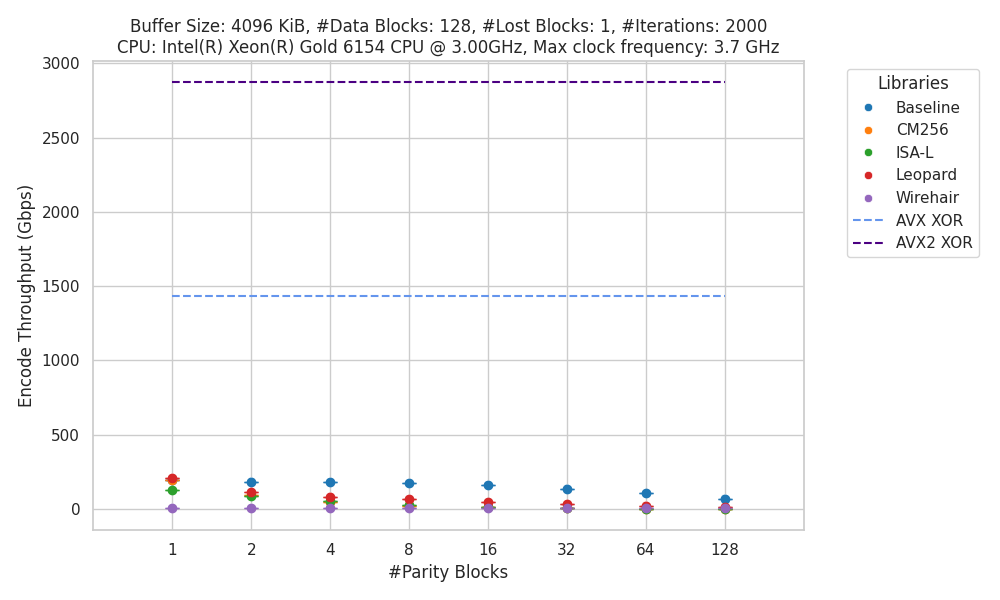 Buffer Size: 4096 KiB, #Data Blocks: 128, #Lost Blocks: 1, #Iterations: 2000
CPU: Intel(R) Xeon(R) Gold 6154 CPU @ 3.00GHz, Max clock frequency: 3.7 GHz
Encode Throughput (Gbps)
3000
2500
2000
1500
1000
500
0
1 2 4 8 16 32 64 128
#Parity Blocks
Libraries
Baseline
CM256
ISA-L
Leopard
Wirehair
AVX XOR
AVX2 XOR